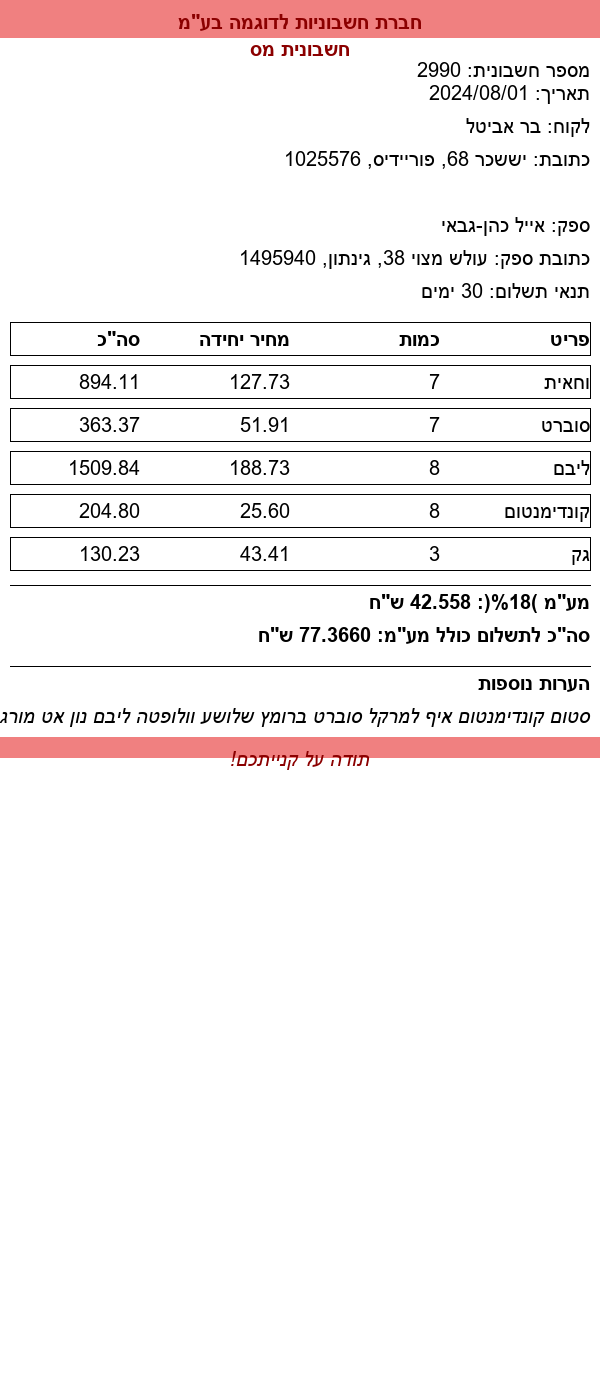 חברת חשבוניות לדוגמה בע"מ
חשבונית מס
מספר חשבונית: 2990
תאריך: 2024/08/01
לקוח: בר אביטל
כתובת: יששכר 68, פוריידיס, 1025576
ספק: אייל כהן-גבאי
כתובת ספק: עולש מצוי 38, גינתון, 1495940
תנאי תשלום: 30 ימים
פריט כמות מחיר יחידה סה"כ
וחאית 7 127.73 894.11
סוברט 7 51.91 363.37
ליבם 8 188.73 1509.84
קונדימנטום 8 25.60 204.80
גק 3 43.41 130.23
מע"מ )18%(: 42.558 ש"ח
סה"כ לתשלום כולל מע"מ: 77.3660 ש"ח
הערות נוספות
סטום קונדימנטום איף למרקל סוברט ברומץ שלושע וולופטה ליבם נון אט מורג
תודה על קנייתכם!